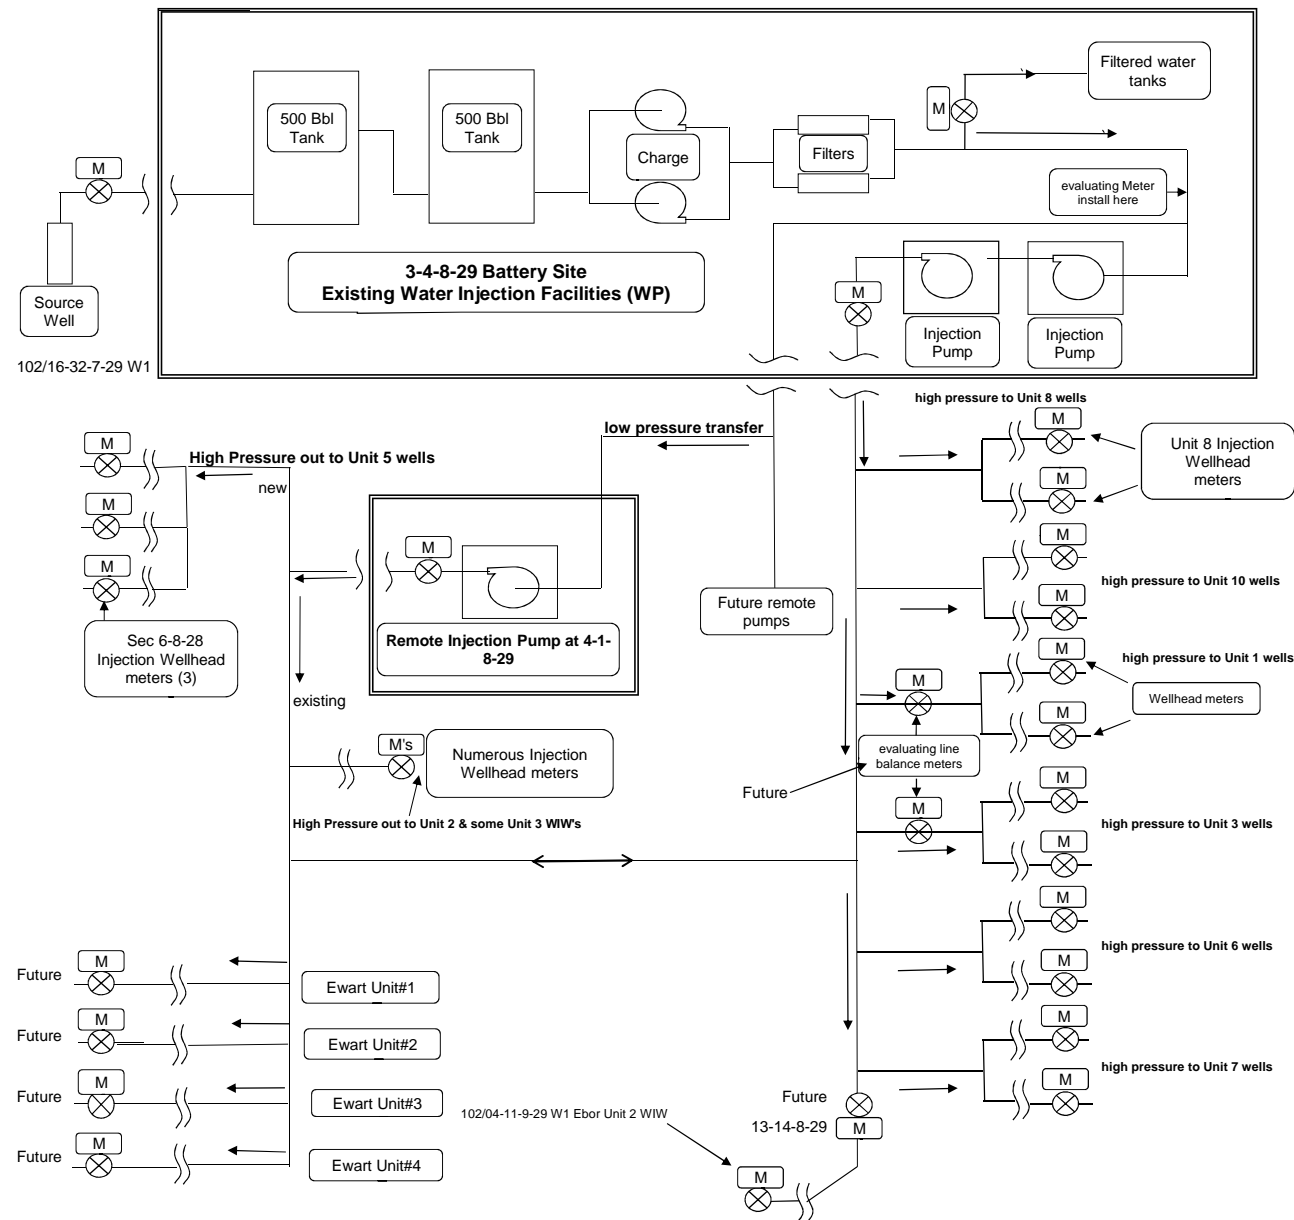 Filtered water
tanks
M
500 Bbl
Tank
500 Bbl
Tank
Charge
Filters
M
evaluating Meter
install here
3-4-8-29 Battery Site
Existing Water Injection Facilities (WP)
Source
Well
M
Injection
Pump
Injection
Pump
102/16-32-7-29 W1
high pressure to Unit 8 wells
M
low pressure transfer
M
High Pressure out to Unit 5 wells
new
Unit 8 Injection
Wellhead
meters
M
M
M
M
M
high pressure to Unit 10 wells
M
Future remote
pumps
M
Sec 6-8-28
Injection Wellhead
meters (3)
Remote Injection Pump at 4-1-
8-29
M
high pressure to Unit 1 wells
M
Wellhead meters
existing
M
M's
Numerous Injection
Wellhead meters
evaluating line
balance meters
Future
M
M
High Pressure out to Unit 2 & some Unit 3 WIW's
high pressure to Unit 3 wells
M
M
high pressure to Unit 6 wells
Future
M
M
Ewart Unit#1
M
Future
M
Ewart Unit#2
high pressure to Unit 7 wells
M
Future
M
Ewart Unit#3
Future
102/04-11-9-29 W1 Ebor Unit 2 WIW
13-14-8-29
M
Future
M
Ewart Unit#4
M